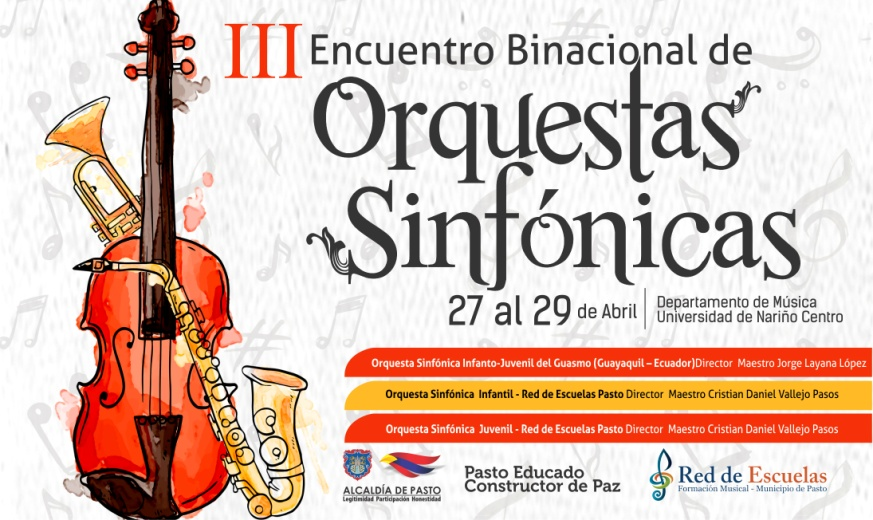 III Encuentro Binacional de
Orquestas
Sinfónicas
27 al 29 de Abril
Departamento de Música
Universidad de Nariño Centro
Orquesta Sinfónica Infanto-Juvenil del Guasmo (Guayaquil – Ecuador)Director Maestro Jorge Layana López
Orquesta Sinfónica Infantil - Red de Escuelas Pasto Director Maestro Cristian Daniel Vallejo Pasos
Orquesta Sinfónica Juvenil - Red de Escuelas Pasto Director Maestro Cristian Daniel Vallejo Pasos
ALCALDÍA DE PASTO
Legitimidad Participación Honestidad
Pasto Educado
Constructor de Paz
Red de Escuelas
Formación Musical - Municipio de Pasto